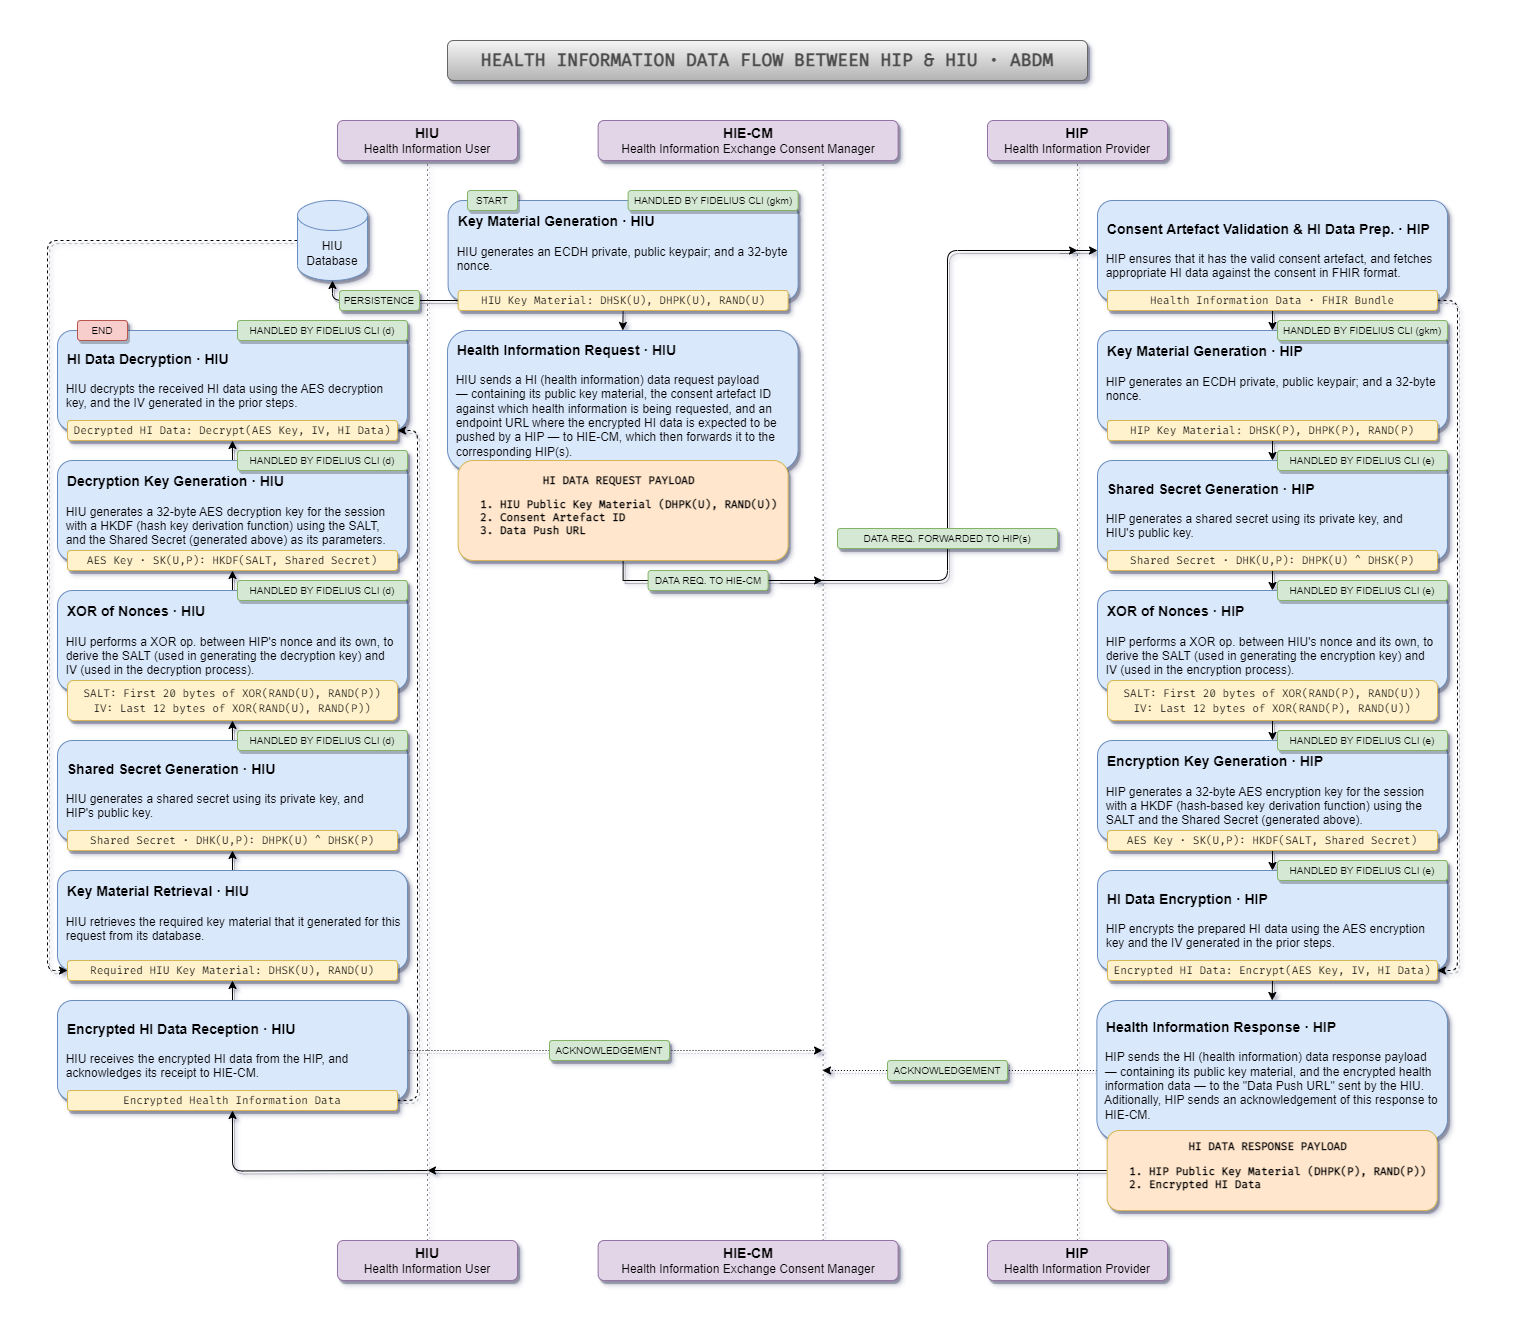 HEALTH INFORMATION DATA FLOW BETWEEN HIP & HIU · ABDM
HIU
Health Information User
HIE-CM
Health Information Exchange Consent Manager
HIP
Health Information Provider
START
HANDLED BY FIDELIUS CLI (gkm)
Key Material Generation · HIU
HIU generates an ECDH private, public keypair; and a 32-byte
nonce.
HIU Key Material: DHSK(U), DHPK(U), RAND(U)
PERSISTENCE
HIU
Database
Health Information Request · HIU
HIU sends a HI (health information) data request payload
— containing its public key material, the consent artefact ID
against which health information is being requested, and an
endpoint URL where the encrypted HI data is expected to be
pushed by a HIP — to HIE-CM, which then forwards it to the
corresponding HIP(s).
HI DATA REQUEST PAYLOAD
1. HIU Public Key Material (DHPK(U), RAND(U))
2. Consent Artefact ID
3. Data Push URL
DATA REQ. TO HIE-CM
DATA REQ. FORWARDED TO HIP(s)
Consent Artefact Validation & HI Data Prep. · HIP
HIP ensures that it has the valid consent artefact, and fetches
appropriate HI data against the consent in FHIR format.
Health Information Data · FHIR Bundle
HANDLED BY FIDELIUS CLI (gkm)
Key Material Generation · HIP
HIP generates an ECDH private, public keypair; and a 32-byte
nonce.
HIP Key Material: DHSK(P), DHPK(P), RAND(P)
HANDLED BY FIDELIUS CLI (e)
Shared Secret Generation · HIP
HIP generates a shared secret using its private key, and
HIU's public key.
Shared Secret · DHK(U,P): DHPK(U) ^ DHSK(P)
HANDLED BY FIDELIUS CLI (e)
XOR of Nonces · HIP
HIP performs a XOR op. between HIU's nonce and its own, to
derive the SALT (used in generating the encryption key) and
IV (used in the encryption process).
SALT: First 20 bytes of XOR(RAND(P), RAND(U))
IV: Last 12 bytes of XOR(RAND(P), RAND(U))
HANDLED BY FIDELIUS CLI (e)
Encryption Key Generation · HIP
HIP generates a 32-byte AES encryption key for the session
with a HKDF (hash-based key derivation function) using the
SALT and the Shared Secret (generated above).
AES Key · SK(U,P): HKDF(SALT, Shared Secret)
HANDLED BY FIDELIUS CLI (e)
HI Data Encryption · HIP
HIP encrypts the prepared HI data using the AES encryption
key and the IV generated in the prior steps.
Encrypted HI Data: Encrypt(AES Key, IV, HI Data)
Health Information Response · HIP
HIP sends the HI (health information) data response payload
— containing its public key material, and the encrypted health
information data — to the "Data Push URL" sent by the HIU.
Aditionally, HIP sends an acknowledgement of this response to
HIE-CM.
HI DATA RESPONSE PAYLOAD
1. HIP Public Key Material (DHPK(P), RAND(P))
2. Encrypted HI Data
ACKNOWLEDGEMENT
ACKNOWLEDGEMENT
END
HANDLED BY FIDELIUS CLI (d)
HI Data Decryption · HIU
HIU decrypts the received HI data using the AES decryption
key, and the IV generated in the prior steps.
Decrypted HI Data: Decrypt(AES Key, IV, HI Data)
HANDLED BY FIDELIUS CLI (d)
Decryption Key Generation · HIU
HIU generates a 32-byte AES decryption key for the session
with a HKDF (hash key derivation function) using the SALT,
and the Shared Secret (generated above) as its parameters.
AES Key · SK(U,P): HKDF(SALT, Shared Secret)
HANDLED BY FIDELIUS CLI (d)
XOR of Nonces · HIU
HIU performs a XOR op. between HIP's nonce and its own, to
derive the SALT (used in generating the decryption key) and
IV (used in the decryption process).
SALT: First 20 bytes of XOR(RAND(U), RAND(P))
IV: Last 12 bytes of XOR(RAND(U), RAND(P))
HANDLED BY FIDELIUS CLI (d)
Shared Secret Generation · HIU
HIU generates a shared secret using its private key, and
HIP's public key.
Shared Secret · DHK(U,P): DHPK(U) ^ DHSK(P)
Key Material Retrieval · HIU
HIU retrieves the required key material that it generated for this
request from its database.
Required HIU Key Material: DHSK(U), RAND(U)
Encrypted HI Data Reception · HIU
HIU receives the encrypted HI data from the HIP, and
acknowledges its receipt to HIE-CM.
Encrypted Health Information Data
HIU
Health Information User
HIE-CM
Health Information Exchange Consent Manager
HIP
Health Information Provider